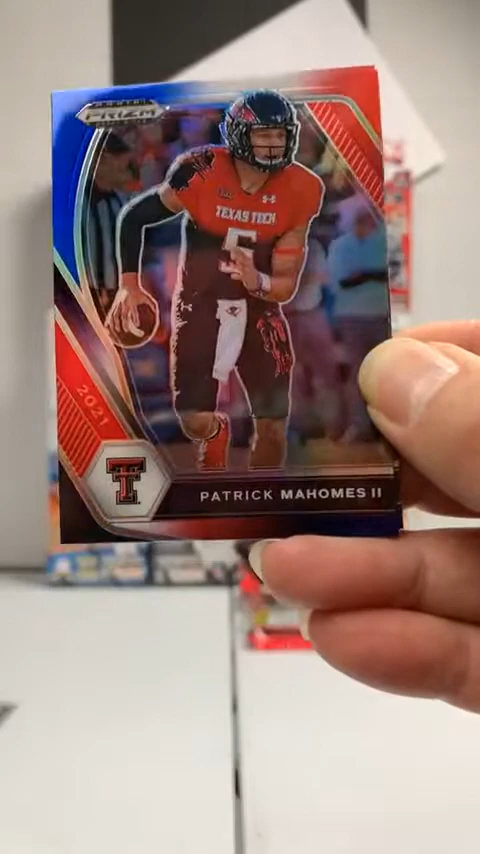 PANINI
PRIZM
TEXAS TECH
5
2021
T
PATRICK MAHOMES II